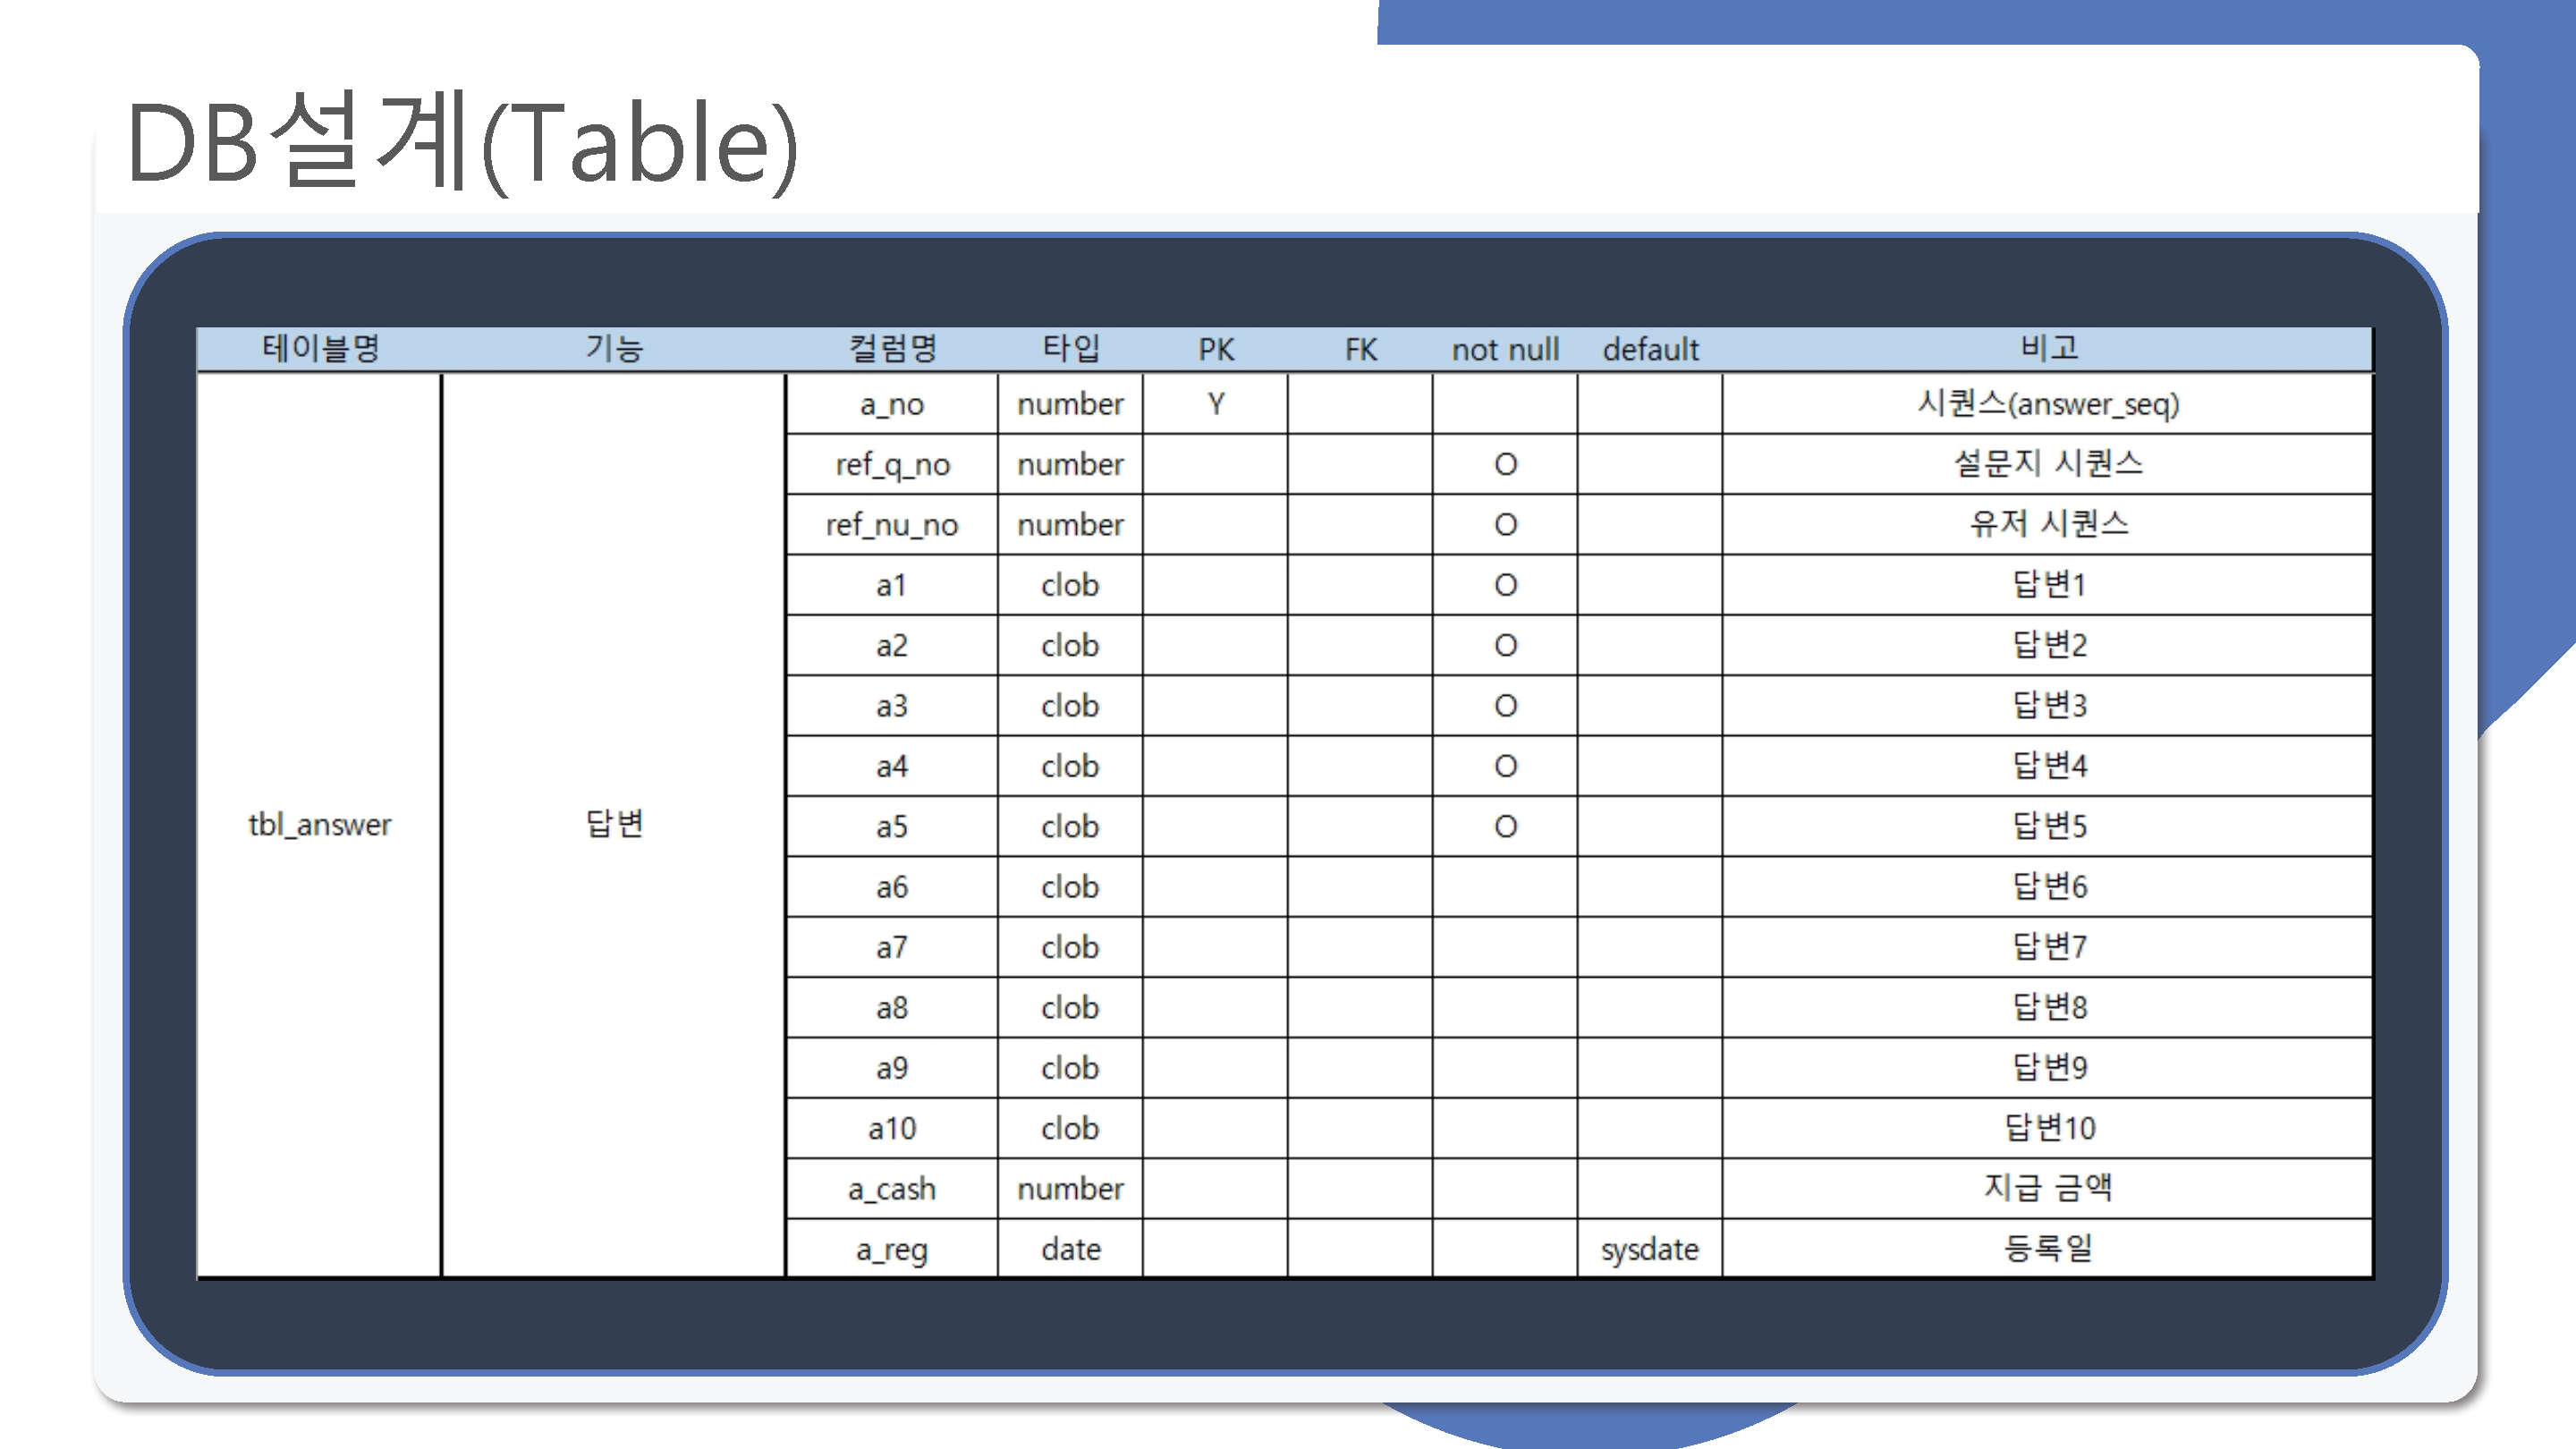 DB설계(Table)
테이블명 기능 컬럼명 타입 PK FK not null default 비고
a_no number Y 시퀀스(answer_seq)
ref_q_no number O 설문지 시퀀스
ref_nu_no number O 유저 시퀀스
a1 clob O 답변1
a2 clob O 답변2
a3 clob O 답변3
a4 clob O 답변4
tbl_answer 답변 a5 clob O 답변5
a6 clob 답변6
a7 clob 답변7
a8 clob 답변8
a9 clob 답변9
a10 clob 답변10
a_cash number 지급 금액
a_reg date sysdate 등록일